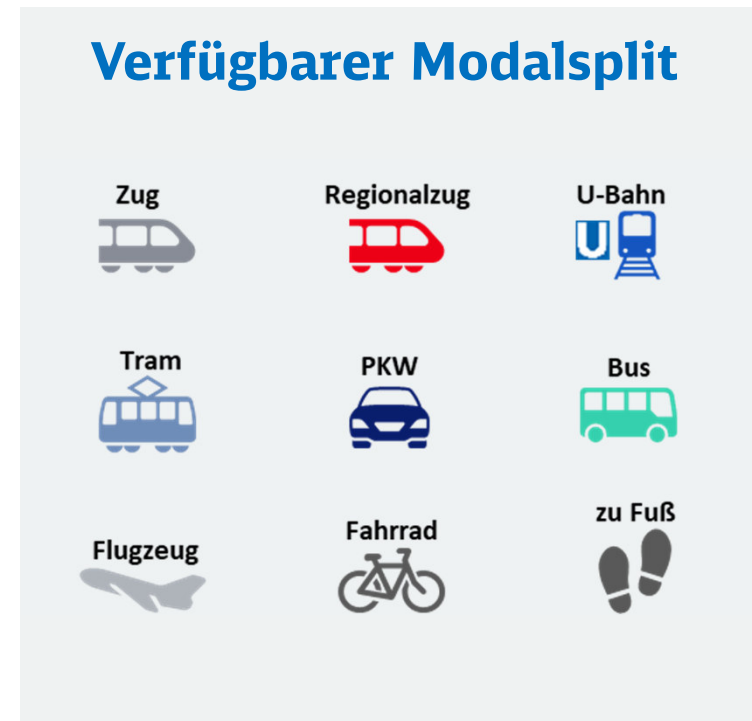 Verfügbarer Modalsplit
Zug
Regionalzug
U-Bahn
U
Tram
PKW
Bus
Flugzeug
Fahrrad
zu Fuß